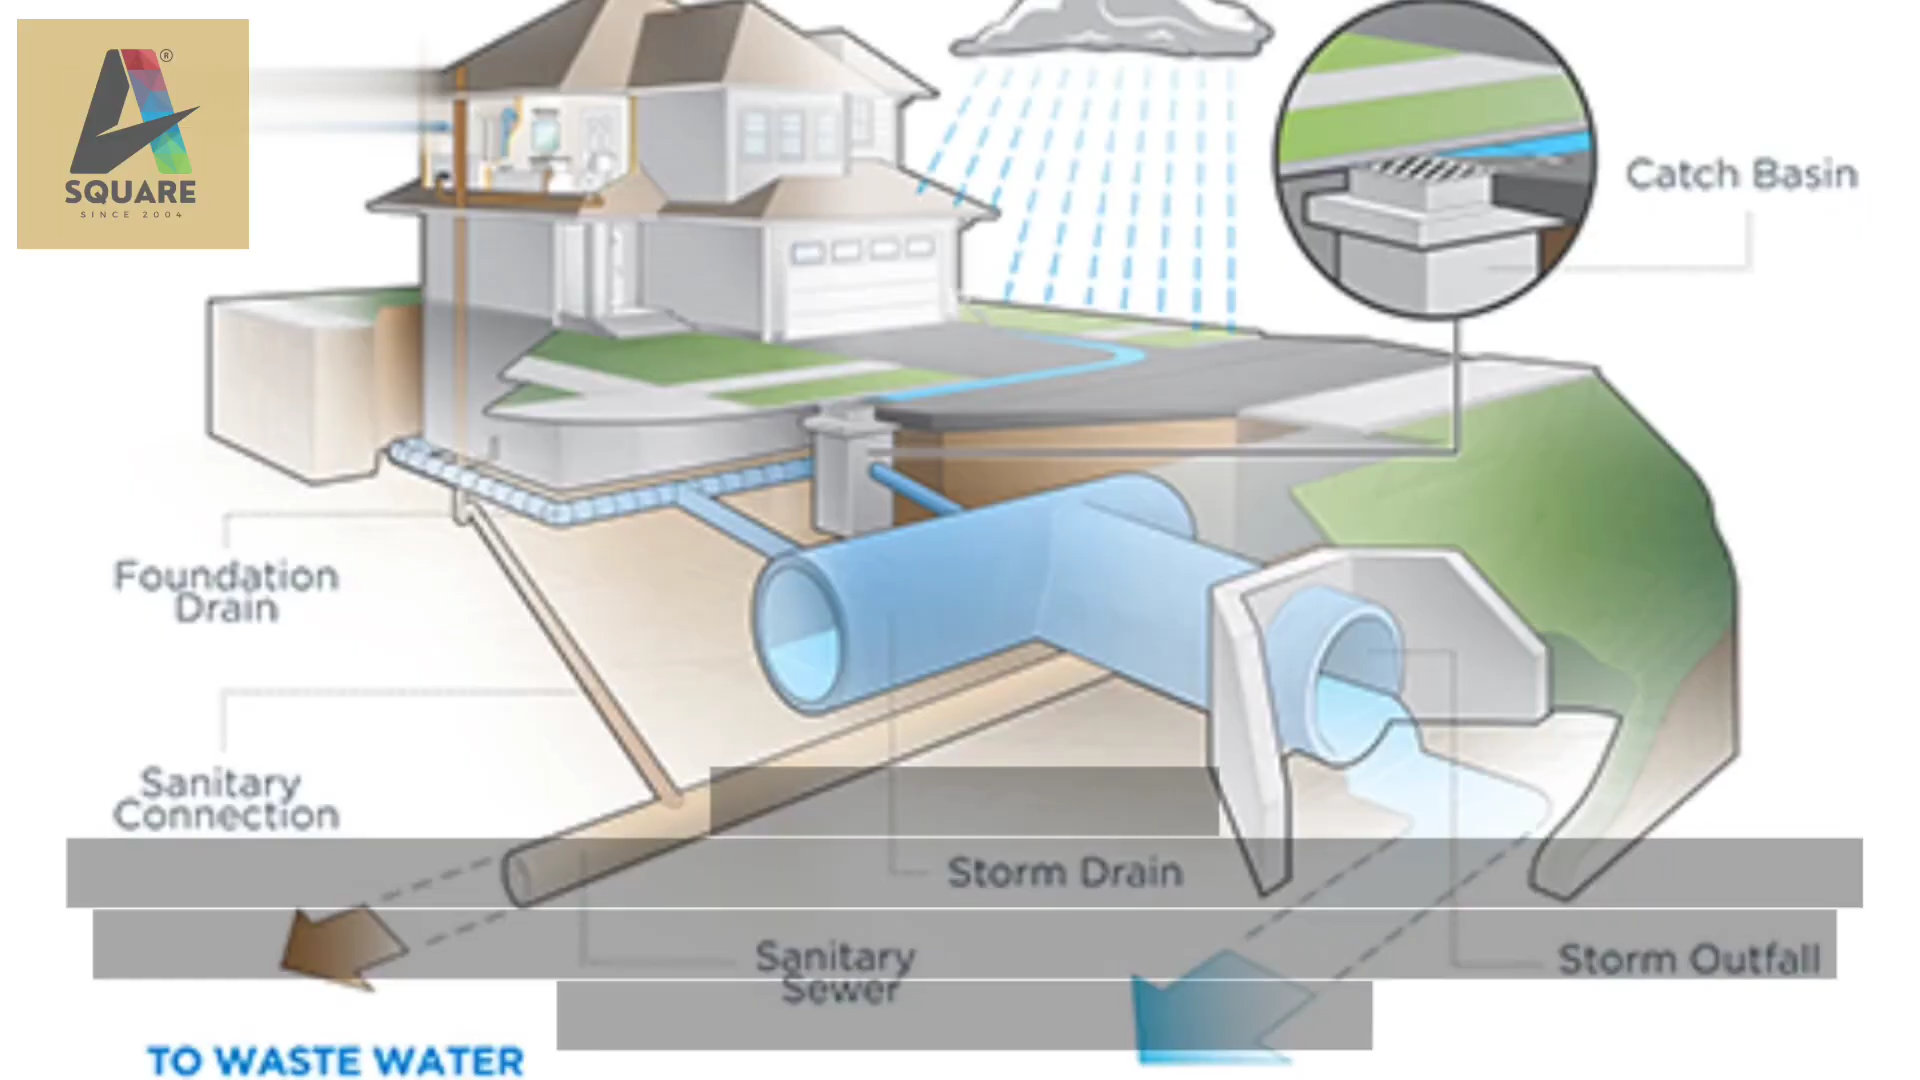 A®
SQUARE
SINCE 2004
Catch Basin
Foundation
Drain
Sanitary
Connection
Storm Drain
Sanitary
Sewer
Storm Outfall
TO WASTE WATER